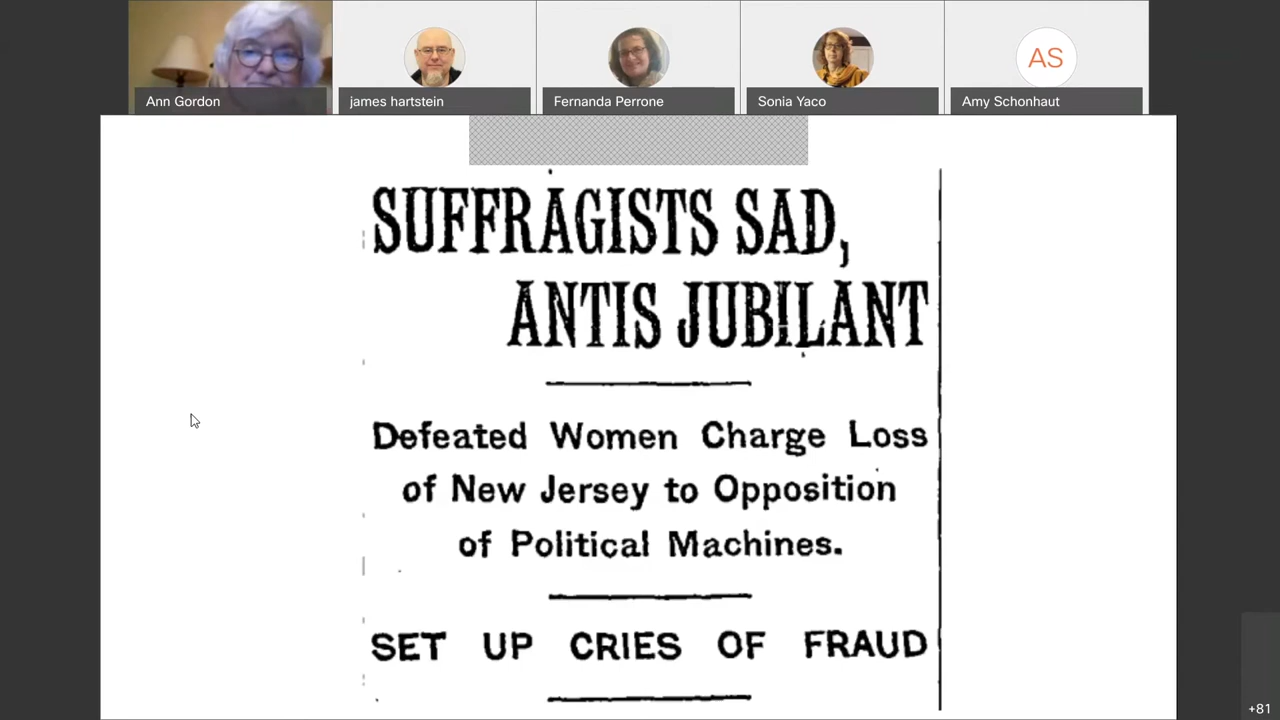 Ann Gordon
james hartstein
Fernanda Perrone
Sonia Yaco
AS
Amy Schonhaut
SUFFRAGISTS SAD,
ANTIS JUBILANT
Defeated Women Charge Loss
of New Jersey to Opposition
of Political Machines.
SET UP CRIES OF FRAUD
+81